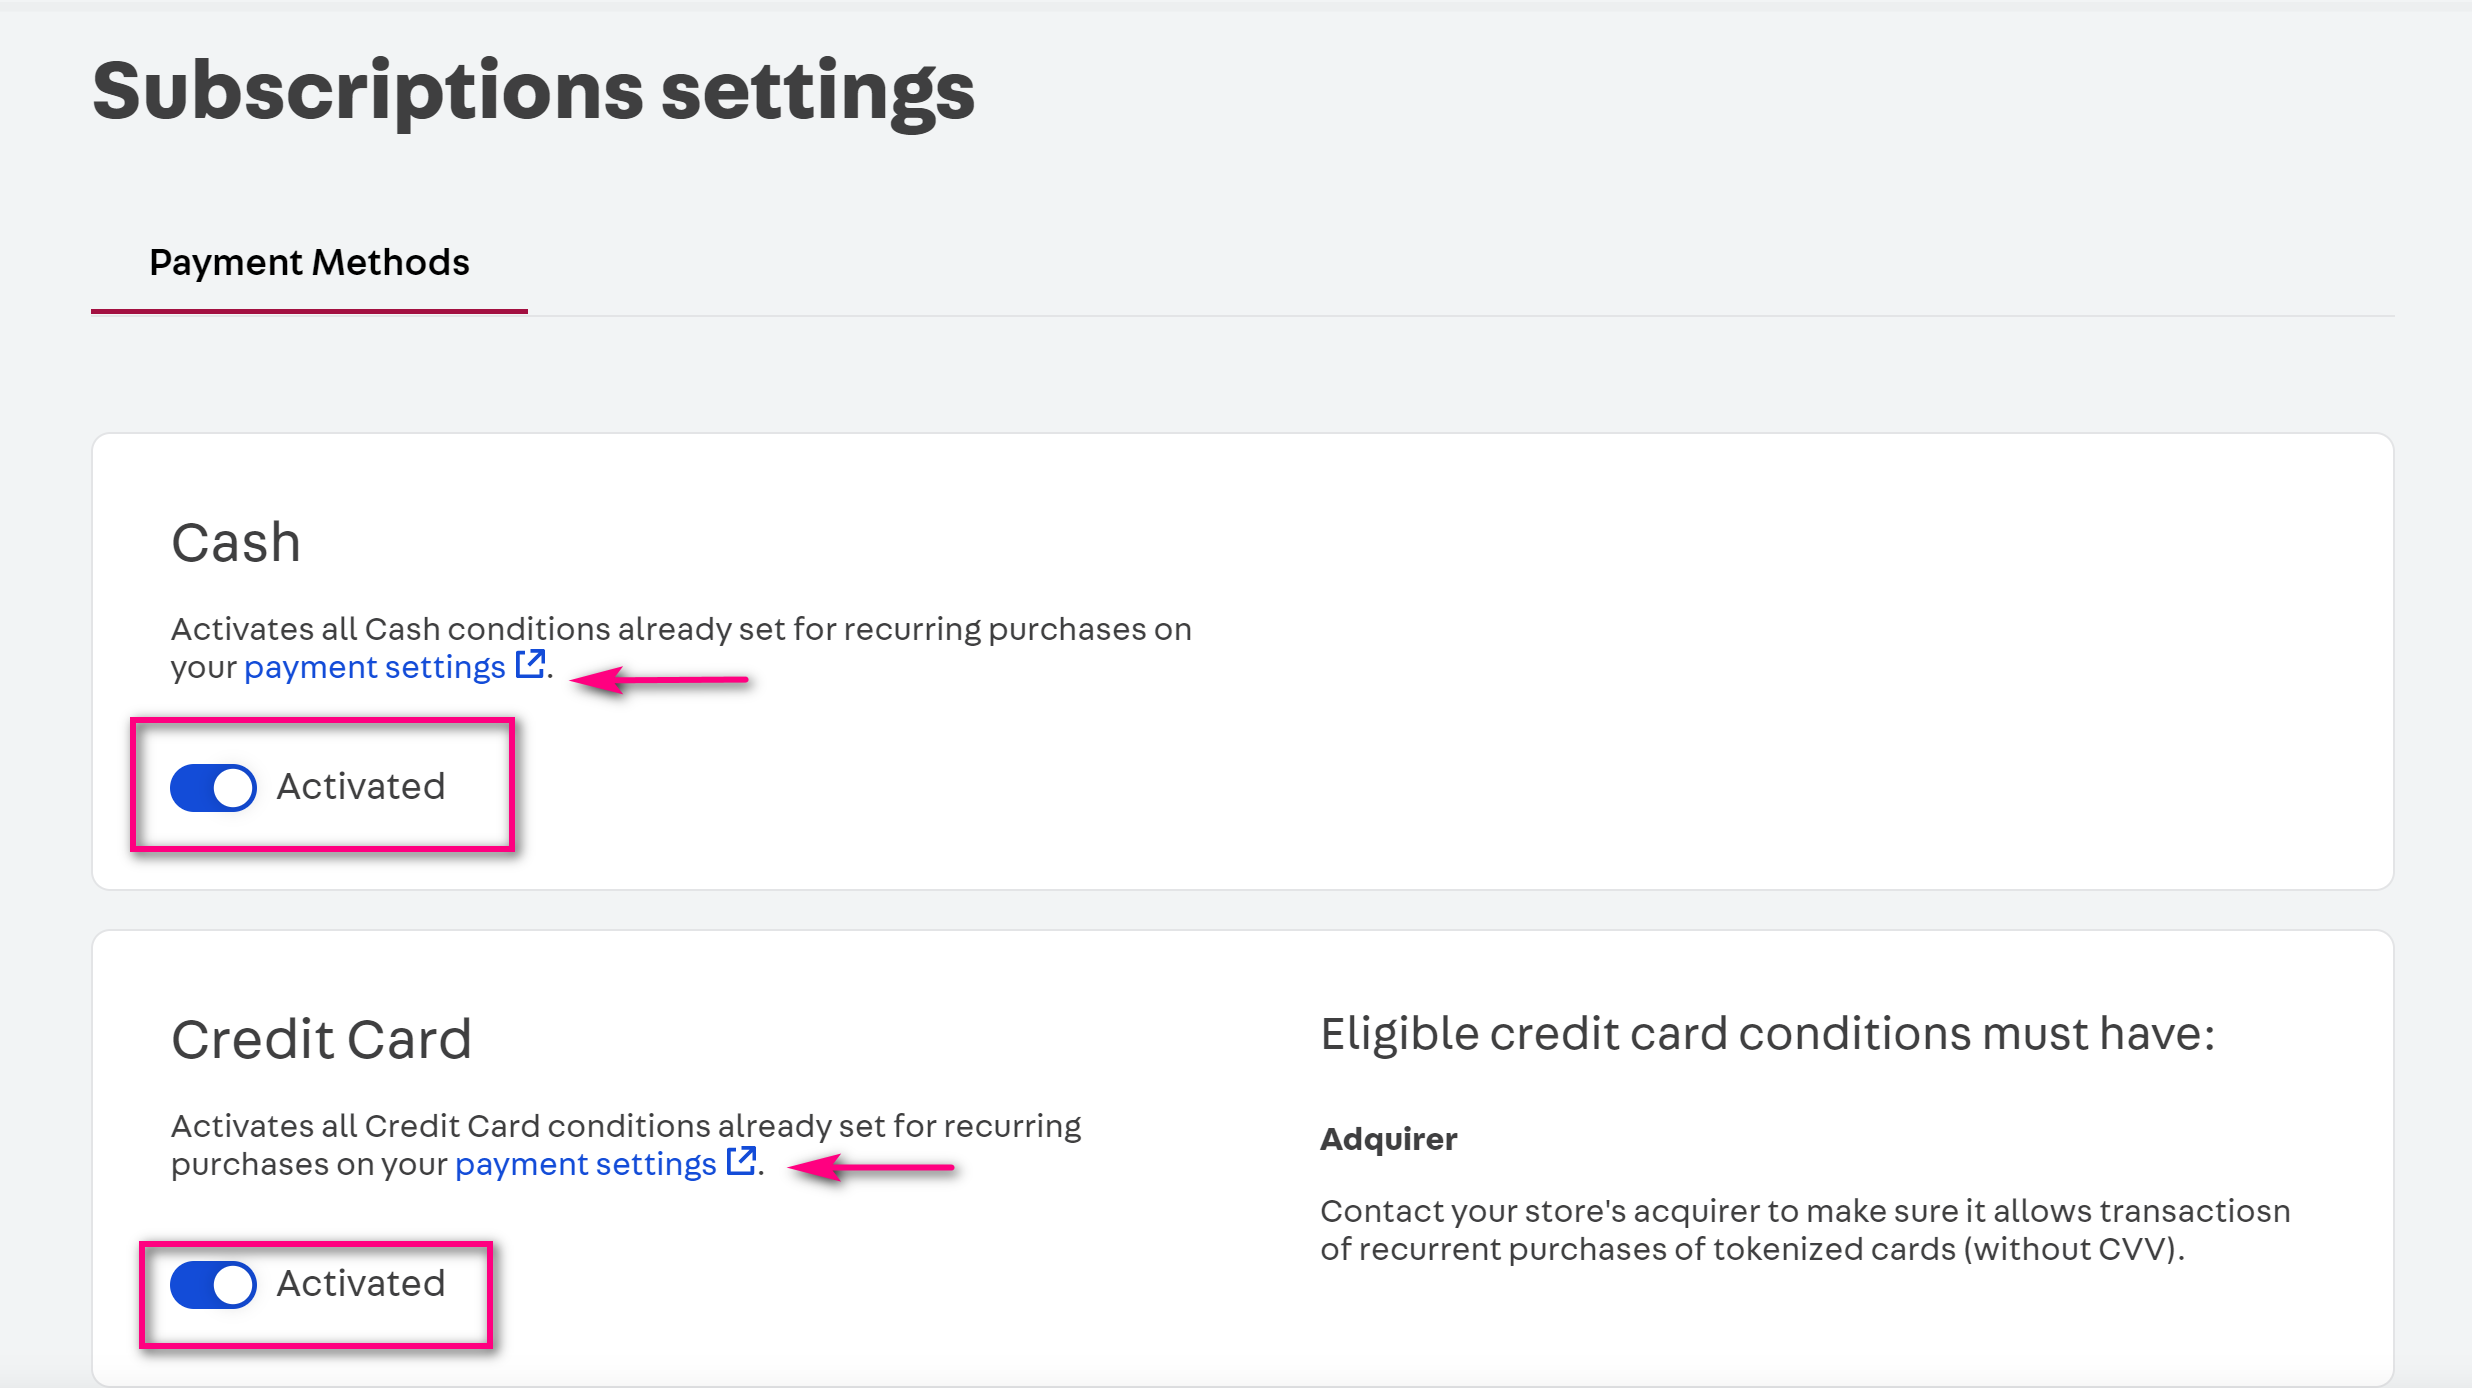 Subscriptions settings
Payment Methods
Cash
Activates all Cash conditions already set for recurring purchases on
your payment settings .
Activated
Credit Card
Activates all Credit Card conditions already set for recurring
purchases on your payment settings .
Activated
Eligible credit card conditions must have:
Adquirer
Contact your store's acquirer to make sure it allows transactiosn
of recurrent purchases of tokenized cards (without CVV).